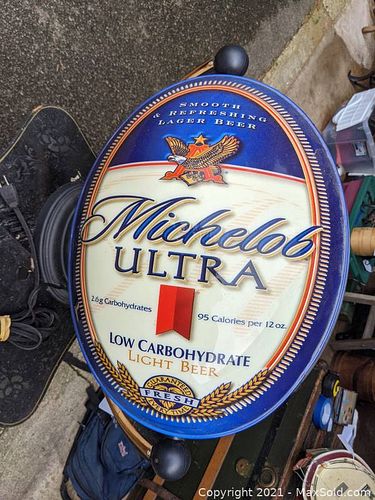 SMOOTH
& REFRESHING
LAGER BEER
Michelob
ULTRA
2.6g Carbohydrates
95 Calories per 12 oz.
LOW CARBOHYDRATE
LIGHT BEER
GUARANTEED
FRESH
Copyright © 2021 - MaxSold.com